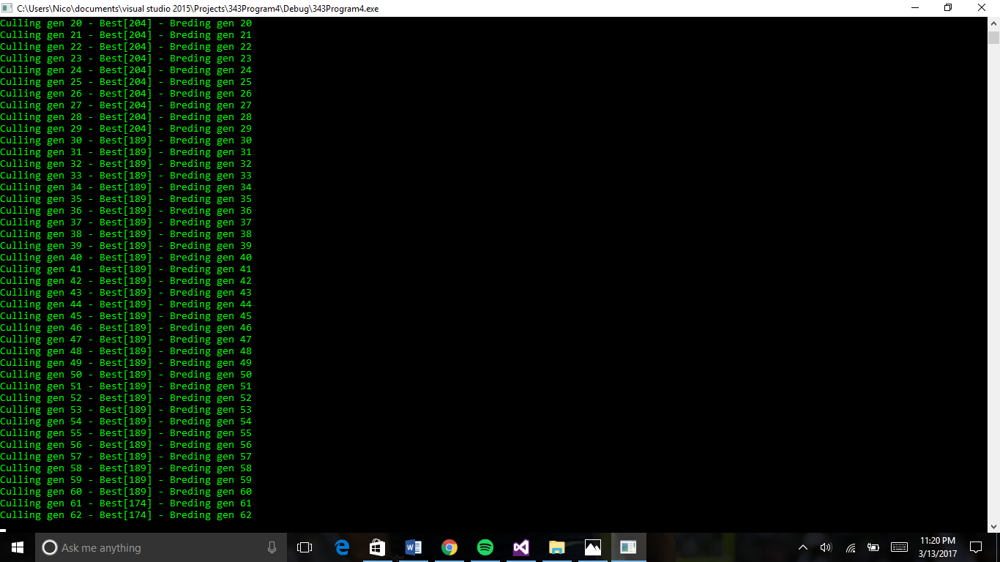 C:\Users\Nico\documents\visual studio 2015\Projects\343Program4\Debug\343Program4.exe
Culling gen 20 - Best[204] - Breding gen 20
Culling gen 21 - Best[204] - Breding gen 21
Culling gen 22 - Best[204] - Breding gen 22
Culling gen 23 - Best[204] - Breding gen 23
Culling gen 24 - Best[204] - Breding gen 24
Culling gen 25 - Best[204] - Breding gen 25
Culling gen 26 - Best[204] - Breding gen 26
Culling gen 27 - Best[204] - Breding gen 27
Culling gen 28 - Best[204] - Breding gen 28
Culling gen 29 - Best[204] - Breding gen 29
Culling gen 30 - Best[189] - Breding gen 30
Culling gen 31 - Best[189] - Breding gen 31
Culling gen 32 - Best[189] - Breding gen 32
Culling gen 33 - Best[189] - Breding gen 33
Culling gen 34 - Best[189] - Breding gen 34
Culling gen 35 - Best[189] - Breding gen 35
Culling gen 36 - Best[189] - Breding gen 36
Culling gen 37 - Best[189] - Breding gen 37
Culling gen 38 - Best[189] - Breding gen 38
Culling gen 39 - Best[189] - Breding gen 39
Culling gen 40 - Best[189] - Breding gen 40
Culling gen 41 - Best[189] - Breding gen 41
Culling gen 42 - Best[189] - Breding gen 42
Culling gen 43 - Best[189] - Breding gen 43
Culling gen 44 - Best[189] - Breding gen 44
Culling gen 45 - Best[189] - Breding gen 45
Culling gen 46 - Best[189] - Breding gen 46
Culling gen 47 - Best[189] - Breding gen 47
Culling gen 48 - Best[189] - Breding gen 48
Culling gen 49 - Best[189] - Breding gen 49
Culling gen 50 - Best[189] - Breding gen 50
Culling gen 51 - Best[189] - Breding gen 51
Culling gen 52 - Best[189] - Breding gen 52
Culling gen 53 - Best[189] - Breding gen 53
Culling gen 54 - Best[189] - Breding gen 54
Culling gen 55 - Best[189] - Breding gen 55
Culling gen 56 - Best[189] - Breding gen 56
Culling gen 57 - Best[189] - Breding gen 57
Culling gen 58 - Best[189] - Breding gen 58
Culling gen 59 - Best[189] - Breding gen 59
Culling gen 60 - Best[189] - Breding gen 60
Culling gen 61 - Best[174] - Breding gen 61
Culling gen 62 - Best[174] - Breding gen 62
Ask me anything
11:20 PM
3/13/2017